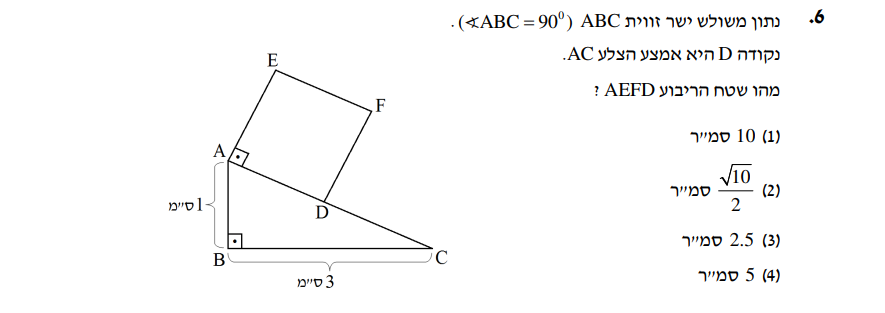 6. נתון משולש ישר זווית ABC (∢ABC = 90⁰).
נקודה D היא אמצע הצלע AC.
מהו שטח הריבוע AEFD ?
(1) 10 סמ״ר
(2) √10/2 סמ״ר
(3) 2.5 סמ״ר
(4) 5 סמ״ר
E
F
A
1 ס״מ
D
B
C
3 ס״מ